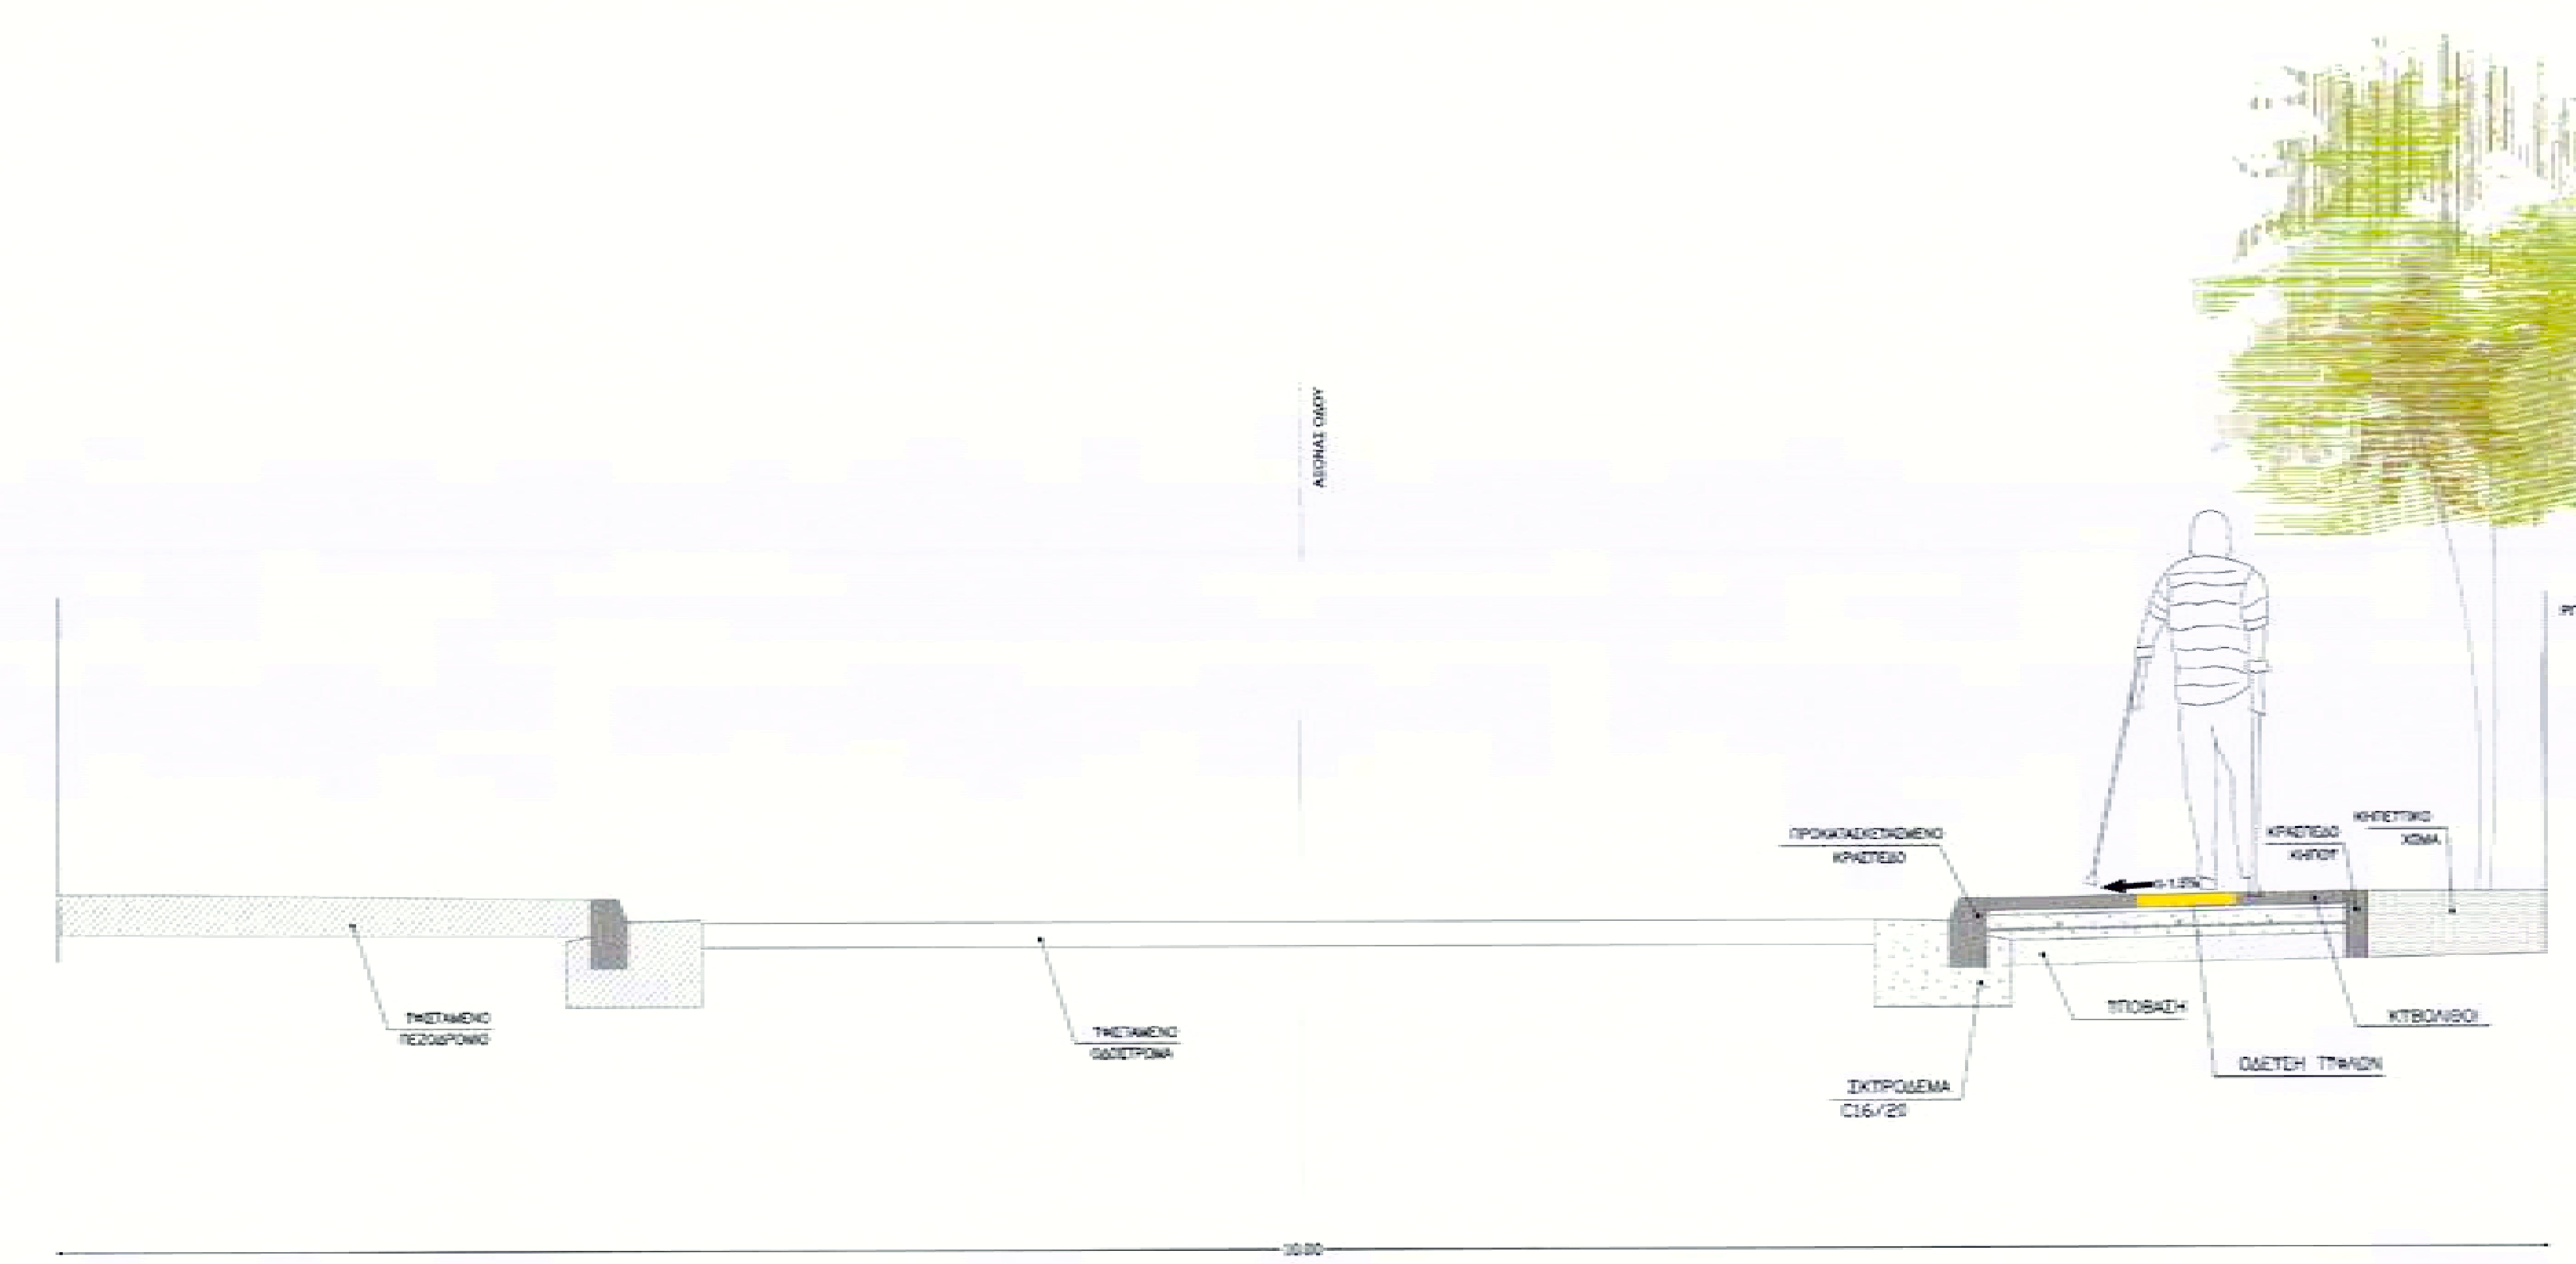 ΑΞΟΝΑΣ ΟΔΟΥ
ΠΡΟΚΑΤΑΣΚΕΥΑΣΜΕΝΟ
ΚΡΑΣΠΕΔΟ
ΚΡΑΣΠΕΔΟ
ΚΗΠΟΥ
ΚΗΠΕΥΤΙΚΟ
ΧΩΜΑ
ΥΦΙΣΤΑΜΕΝΟ
ΠΕΖΟΔΡΟΜΙΟ
ΥΦΙΣΤΑΜΕΝΟ
ΟΔΟΣΤΡΩΜΑ
ΥΠΟΒΑΣΗ
ΚΥΒΟΛΙΘΟΙ
ΟΔΕΥΣΗ ΤΥΦΛΩΝ
ΣΚΥΡΟΔΕΜΑ
C16/20
10.00